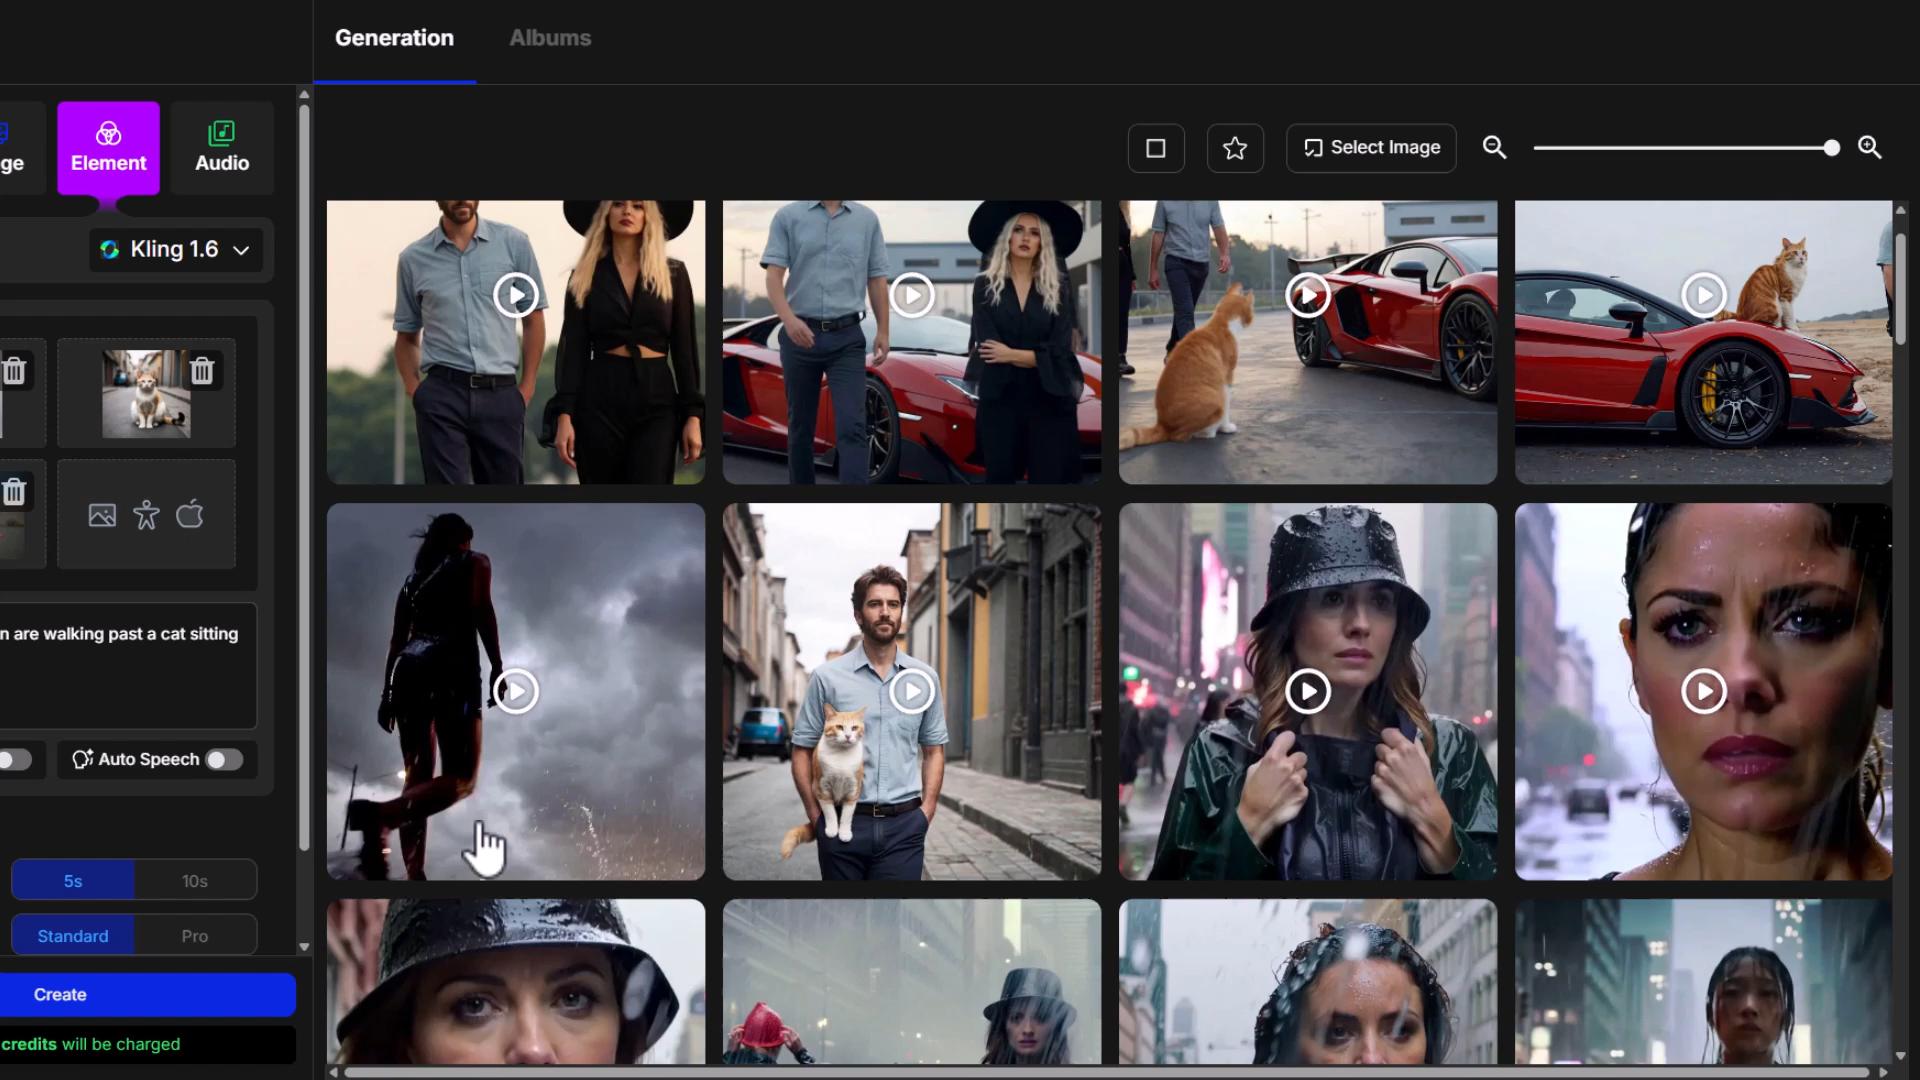 Generation
Albums
ge
Element
Audio
Select Image
Kling 1.6
n are walking past a cat sitting
Auto Speech
5s
10s
Standard
Pro
Create
credits will be charged